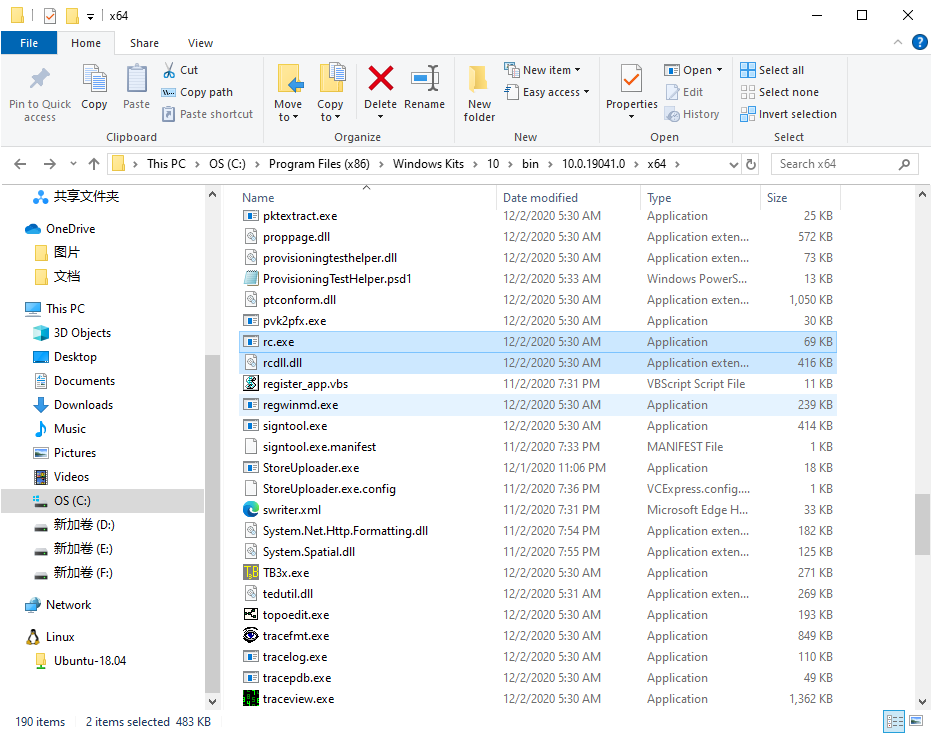 x64
File Home Share View
Pin to Quick access
Copy
Paste
Cut
Copy path
Paste shortcut
Clipboard
Move to
Copy to
Delete
Rename
Organize
New folder
New item
Easy access
New
Properties
Open
Edit
History
Open
Select all
Select none
Invert selection
Select
This PC > OS (C:) > Program Files (x86) > Windows Kits > 10 > bin > 10.0.19041.0 > x64 >
Search x64
共享文件夹
OneDrive
图片
文档
This PC
3D Objects
Desktop
Documents
Downloads
Music
Pictures
Videos
OS (C:)
新加卷 (D:)
新加卷 (E:)
新加卷 (F:)
Network
Linux
Ubuntu-18.04
Name Date modified Type Size
pktextract.exe 12/2/2020 5:30 AM Application 25 KB
proppage.dll 12/2/2020 5:30 AM Application exten... 572 KB
provisioningtesthelper.dll 12/2/2020 5:30 AM Application exten... 73 KB
ProvisioningTestHelper.psd1 12/2/2020 5:33 AM Windows PowerS... 13 KB
ptconform.dll 12/2/2020 5:30 AM Application exten... 1,050 KB
pvk2pfx.exe 12/2/2020 5:30 AM Application 30 KB
rc.exe 12/2/2020 5:30 AM Application 69 KB
rcdll.dll 12/2/2020 5:30 AM Application exten... 416 KB
register_app.vbs 11/2/2020 7:31 PM VBScript Script File 11 KB
regwinmd.exe 12/2/2020 5:30 AM Application 239 KB
signtool.exe 12/2/2020 5:30 AM Application 414 KB
signtool.exe.manifest 11/2/2020 7:33 PM MANIFEST File 1 KB
StoreUploader.exe 12/1/2020 11:06 PM Application 18 KB
StoreUploader.exe.config 11/2/2020 7:36 PM VCExpress.config.... 1 KB
swriter.xml 11/2/2020 7:31 PM Microsoft Edge H... 33 KB
System.Net.Http.Formatting.dll 11/2/2020 7:54 PM Application exten... 182 KB
System.Spatial.dll 11/2/2020 7:55 PM Application exten... 125 KB
TB3x.exe 12/2/2020 5:30 AM Application 271 KB
tedutil.dll 12/2/2020 5:31 AM Application exten... 269 KB
topoedit.exe 12/2/2020 5:30 AM Application 193 KB
tracefmt.exe 12/2/2020 5:30 AM Application 849 KB
tracelog.exe 12/2/2020 5:30 AM Application 110 KB
tracepdb.exe 12/2/2020 5:30 AM Application 49 KB
traceview.exe 12/2/2020 5:30 AM Application 1,362 KB
190 items 2 items selected 483 KB